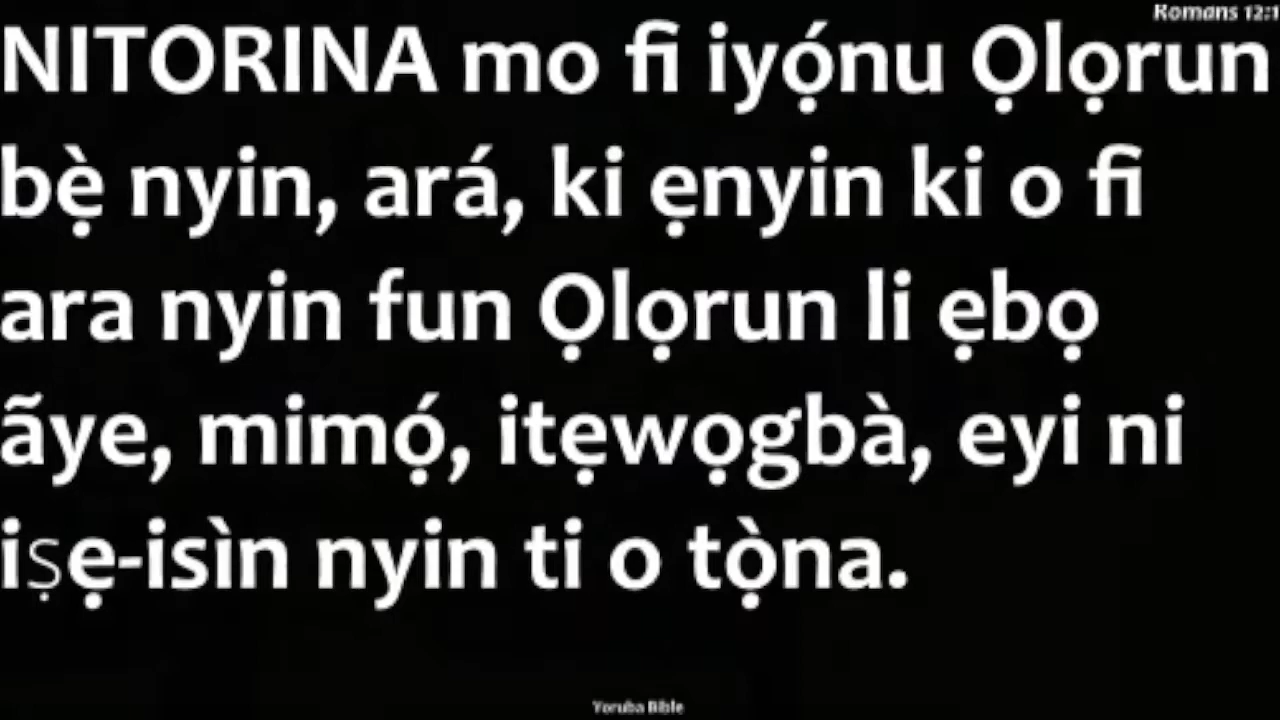 Romans 12:1
NITORINA mo fi iyọ́nu Ọlọrun
bẹ̀ nyin, ará, ki ẹnyin ki o fi
ara nyin fun Ọlọrun li ẹbọ
ãye, mimọ́, itẹwọgbà, eyi ni
iṣẹ-isìn nyin ti o tọ̀na.
Yoruba Bible